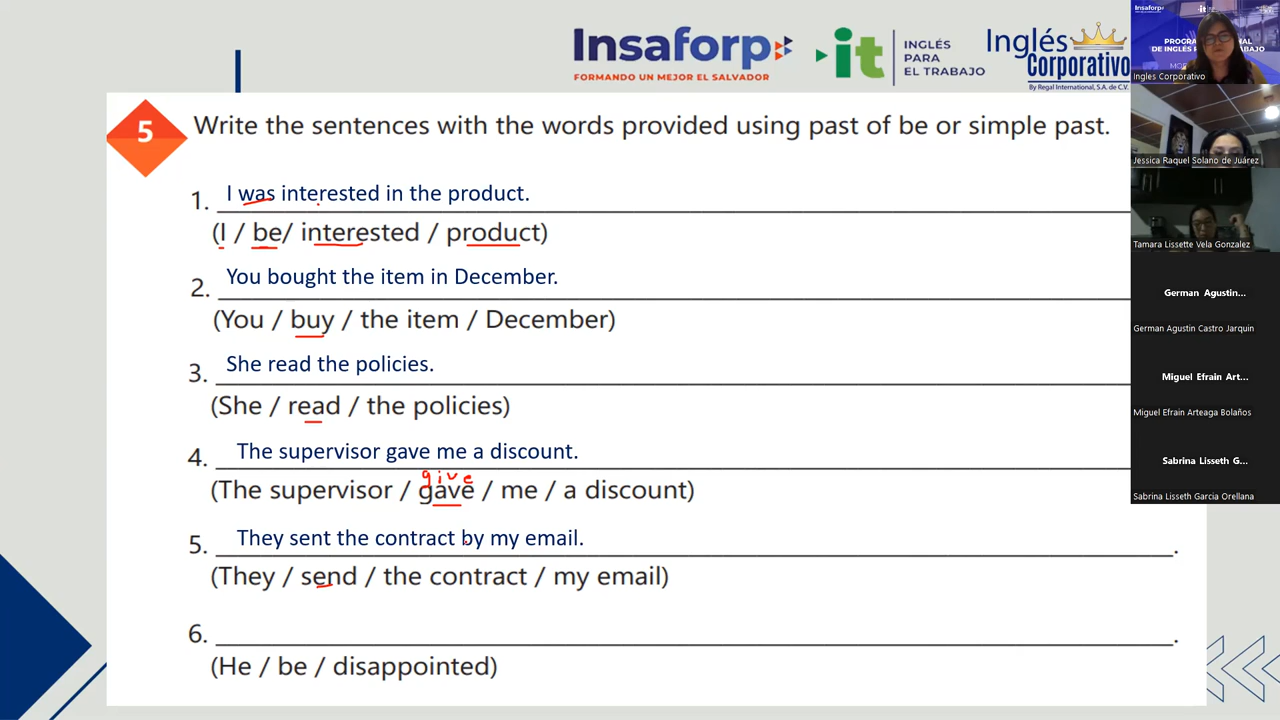 Insaforp
FORMANDO UN MEJOR EL SALVADOR
it
INGLÉS
PARA
EL TRABAJO
Inglés
Corporativo
By Regal International, S.A. de C.V.
5
Write the sentences with the words provided using past of be or simple past.
1. I was interested in the product.
(I / be/ interested / product)
2. You bought the item in December.
(You / buy / the item / December)
3. She read the policies.
(She / read / the policies)
4. The supervisor gave me a discount.
give
(The supervisor / gave / me / a discount)
5. They sent the contract by my email. .
(They / send / the contract / my email)
6. .
(He / be / disappointed)
Insaforp
it
Ingles Corporativo
Jessica Raquel Solano de Juárez
Tamara Lissette Vela Gonzalez
German Agustin...
German Agustin Castro Jarquin
Miguel Efrain Art...
Miguel Efrain Arteaga Bolaños
Sabrina Lisseth G...
Sabrina Lisseth Garcia Orellana